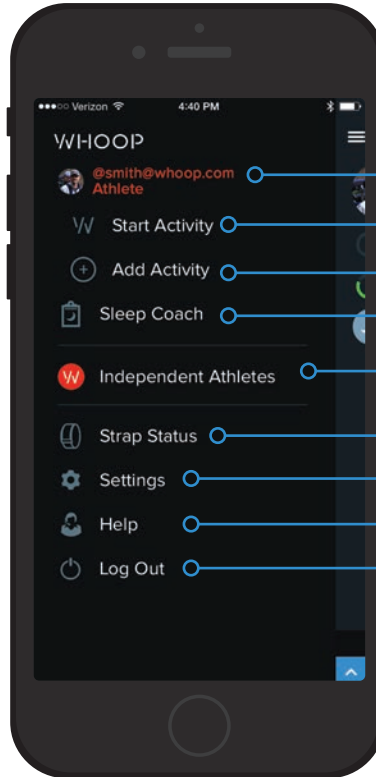 Verizon 4:40 PM
WHOOP
@smith@whoop.com
Athlete
Start Activity
Add Activity
Sleep Coach
Independent Athletes
Strap Status
Settings
Help
Log Out